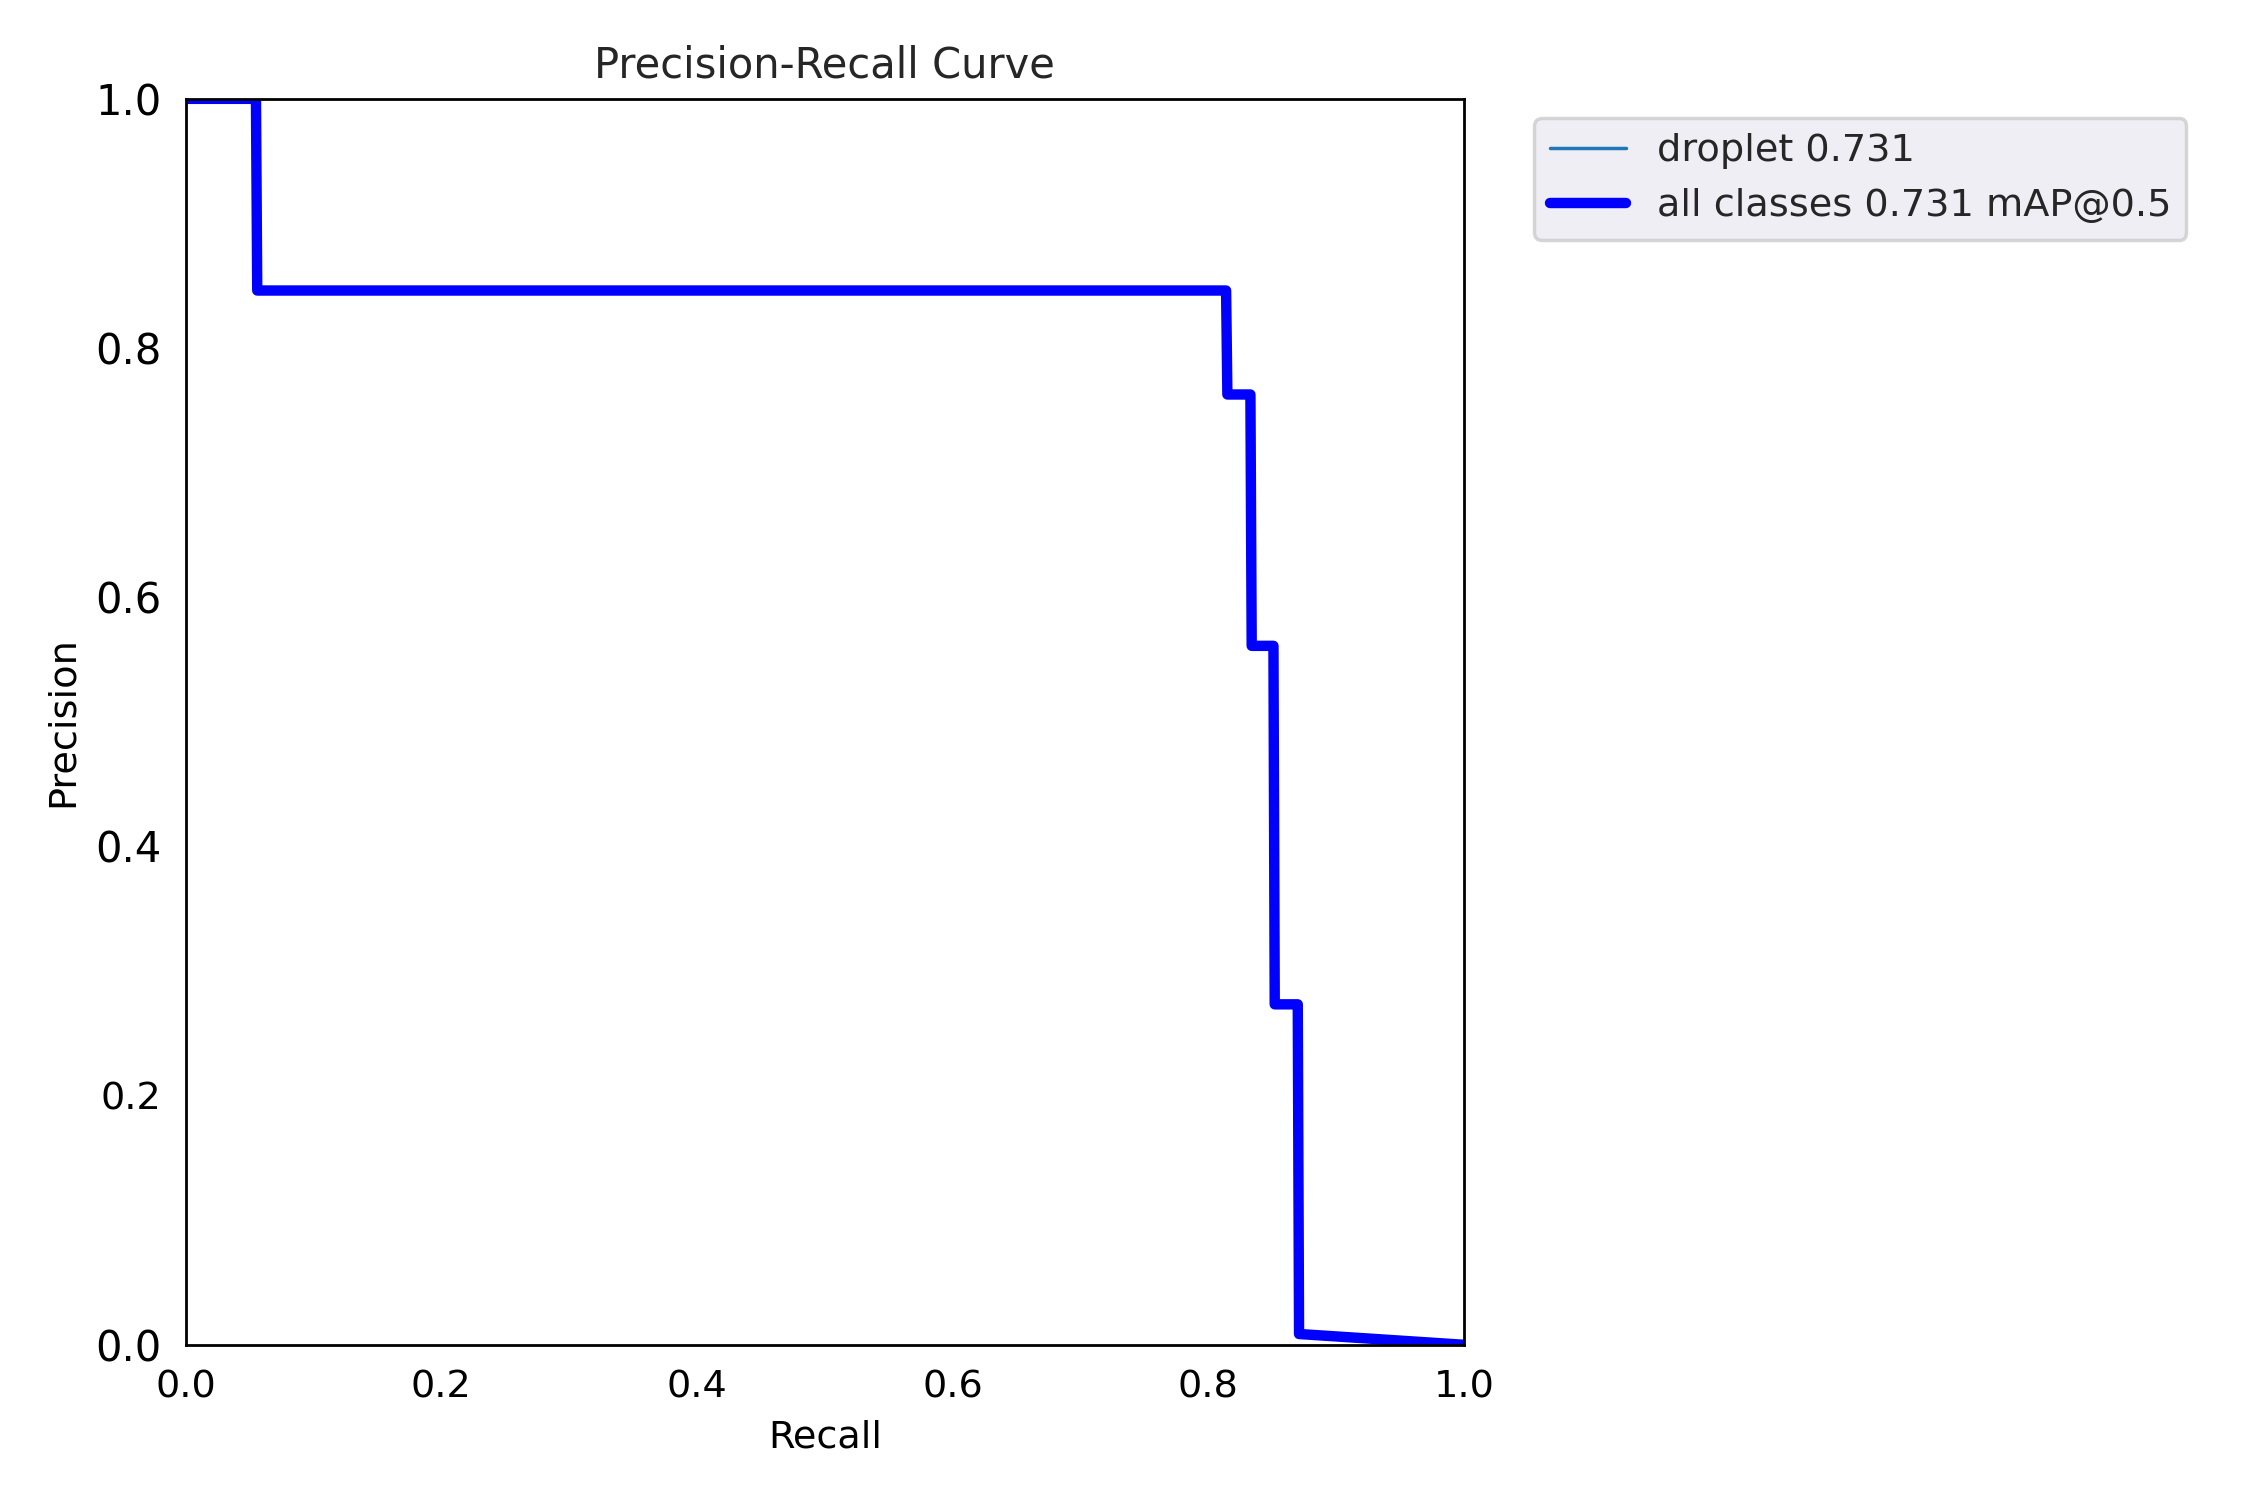 Precision-Recall Curve
1.0
0.8
0.6
0.4
0.2
0.0
Precision
0.0 0.2 0.4 0.6 0.8 1.0
Recall
droplet 0.731
all classes 0.731 mAP@0.5